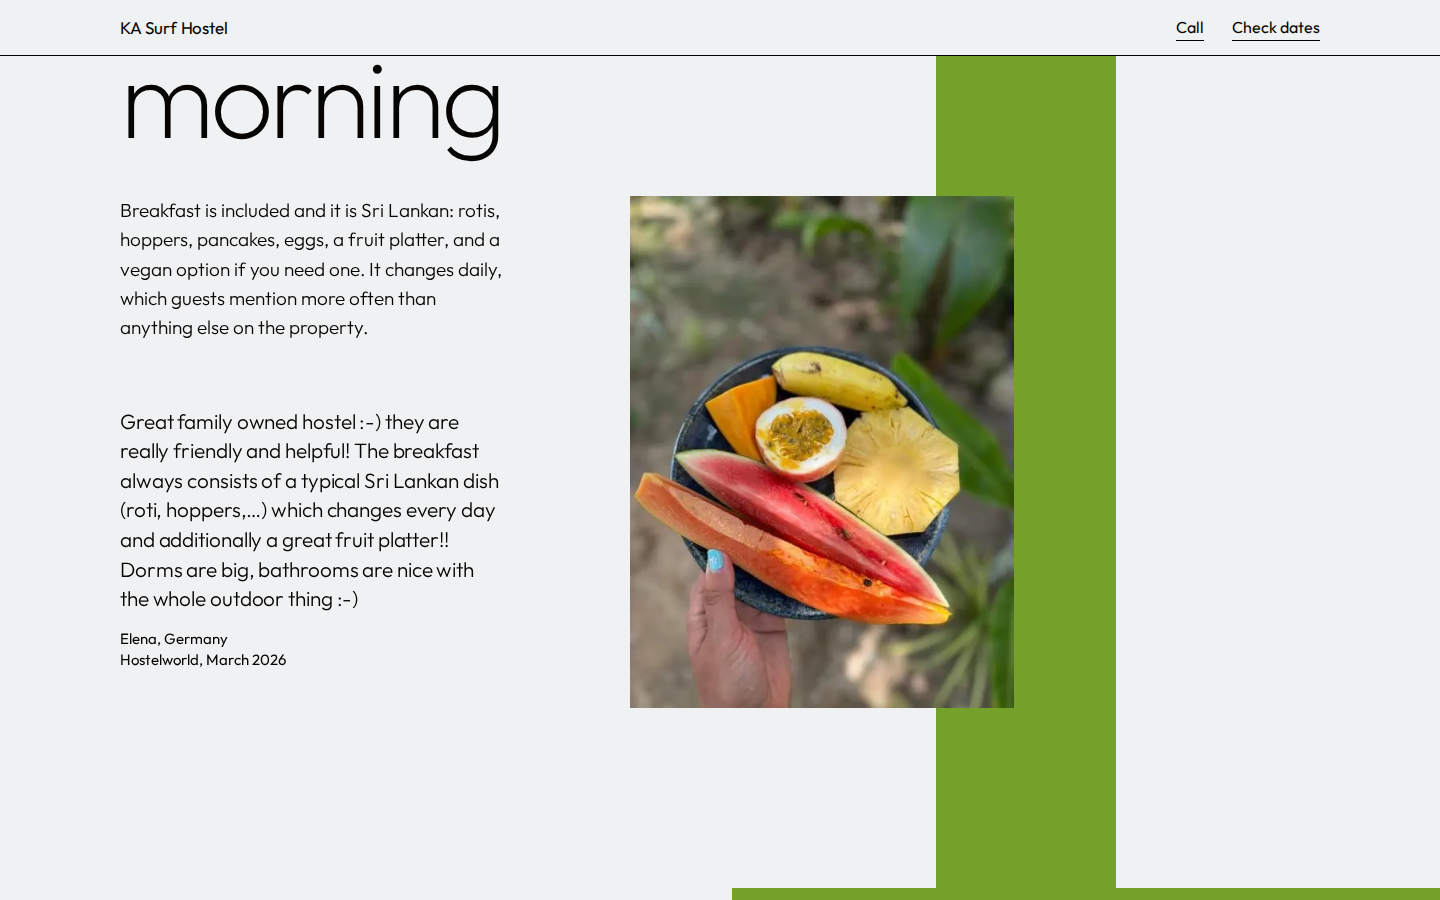 KA Surf Hostel
Call
Check dates
morning
Breakfast is included and it is Sri Lankan: rotis,
hoppers, pancakes, eggs, a fruit platter, and a
vegan option if you need one. It changes daily,
which guests mention more often than
anything else on the property.
Great family owned hostel :-) they are
really friendly and helpful! The breakfast
always consists of a typical Sri Lankan dish
(roti, hoppers,...) which changes every day
and additionally a great fruit platter!!
Dorms are big, bathrooms are nice with
the whole outdoor thing :-)
Elena, Germany
Hostelworld, March 2026